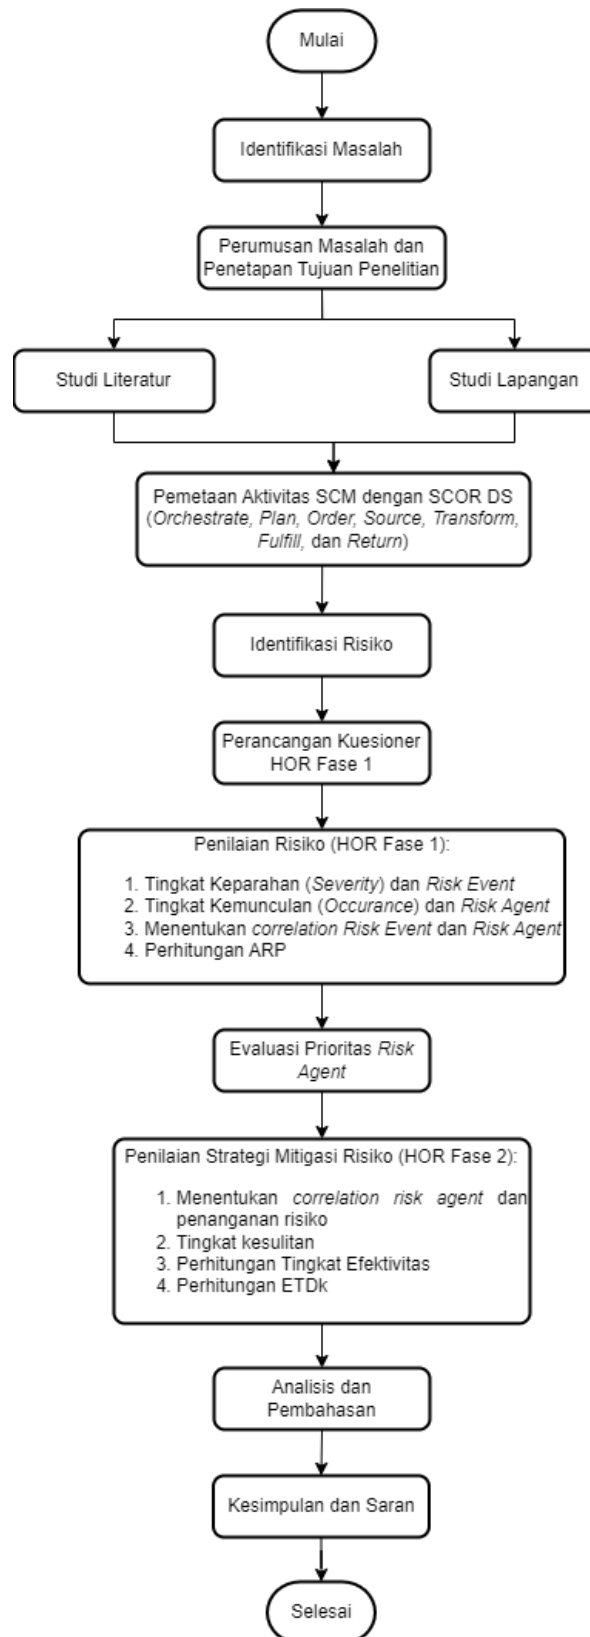 Mulai
Identifikasi Masalah
Perumusan Masalah dan
Penetapan Tujuan Penelitian
Studi Literatur
Studi Lapangan
Pemetaan Aktivitas SCM dengan SCOR DS
(Orchestrate, Plan, Order, Source, Transform,
Fulfill, dan Return)
Identifikasi Risiko
Perancangan Kuesioner
HOR Fase 1
Penilaian Risiko (HOR Fase 1):
1. Tingkat Keparahan (Severity) dan Risk Event
2. Tingkat Kemunculan (Occurance) dan Risk Agent
3. Menentukan correlation Risk Event dan Risk Agent
4. Perhitungan ARP
Evaluasi Prioritas Risk
Agent
Penilaian Strategi Mitigasi Risiko (HOR Fase 2):
1. Menentukan correlation risk agent dan
penanganan risiko
2. Tingkat kesulitan
3. Perhitungan Tingkat Efektivitas
4. Perhitungan ETDk
Analisis dan
Pembahasan
Kesimpulan dan Saran
Selesai